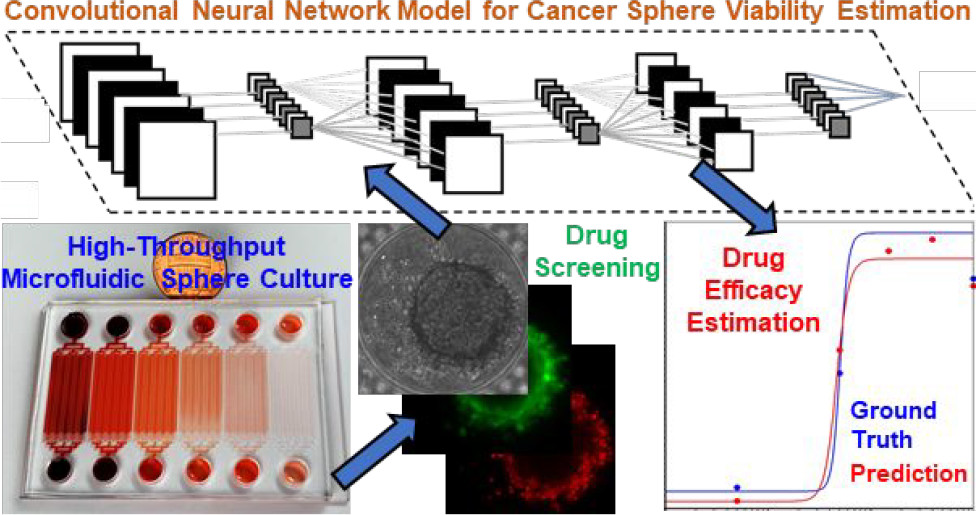 Convolutional Neural Network Model for Cancer Sphere Viability Estimation
High-Throughput
Microfluidic Sphere Culture
Drug
Screening
Drug
Efficacy
Estimation
Ground
Truth
Prediction